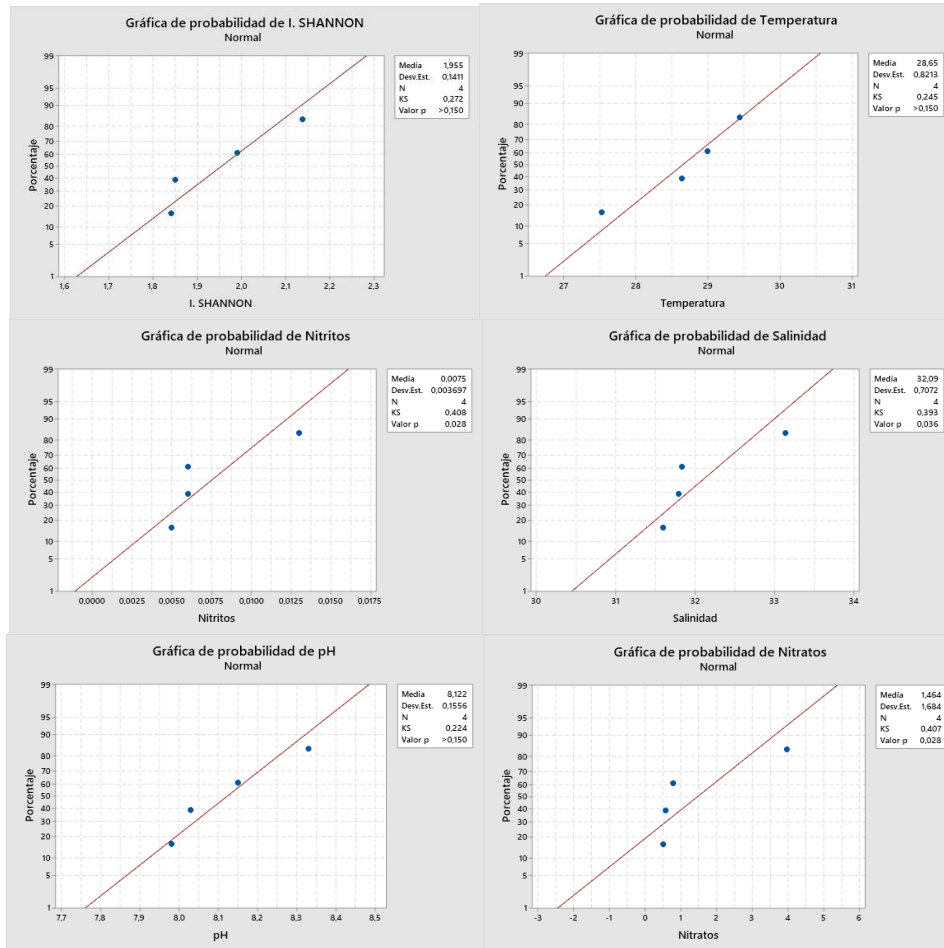 Gráfica de probabilidad de I. SHANNON
Normal
Media 1,955
Desv.Est. 0,1411
N 4
KS 0,272
Valor p >0,150
Porcentaje
99
95
90
80
70
60
50
40
30
20
10
5
1
1,6 1,7 1,8 1,9 2,0 2,1 2,2 2,3
I. SHANNON
Gráfica de probabilidad de Temperatura
Normal
Media 28,65
Desv.Est. 0,8213
N 4
KS 0,245
Valor p >0,150
Porcentaje
99
95
90
80
70
60
50
40
30
20
10
5
1
27 28 29 30 31
Temperatura
Gráfica de probabilidad de Nitritos
Normal
Media 0,0075
Desv.Est. 0,003697
N 4
KS 0,408
Valor p 0,028
Porcentaje
99
95
90
80
70
60
50
40
30
20
10
5
1
0,0000 0,0025 0,0050 0,0075 0,0100 0,0125 0,0150 0,0175
Nitritos
Gráfica de probabilidad de Salinidad
Normal
Media 32,09
Desv.Est. 0,7072
N 4
KS 0,393
Valor p 0,036
Porcentaje
99
95
90
80
70
60
50
40
30
20
10
5
1
30 31 32 33 34
Salinidad
Gráfica de probabilidad de pH
Normal
Media 8,122
Desv.Est. 0,1556
N 4
KS 0,224
Valor p >0,150
Porcentaje
99
95
90
80
70
60
50
40
30
20
10
5
1
7,7 7,8 7,9 8,0 8,1 8,2 8,3 8,4 8,5
pH
Gráfica de probabilidad de Nitratos
Normal
Media 1,464
Desv.Est. 1,684
N 4
KS 0,407
Valor p 0,028
Porcentaje
99
95
90
80
70
60
50
40
30
20
10
5
1
-3 -2 -1 0 1 2 3 4 5 6
Nitratos